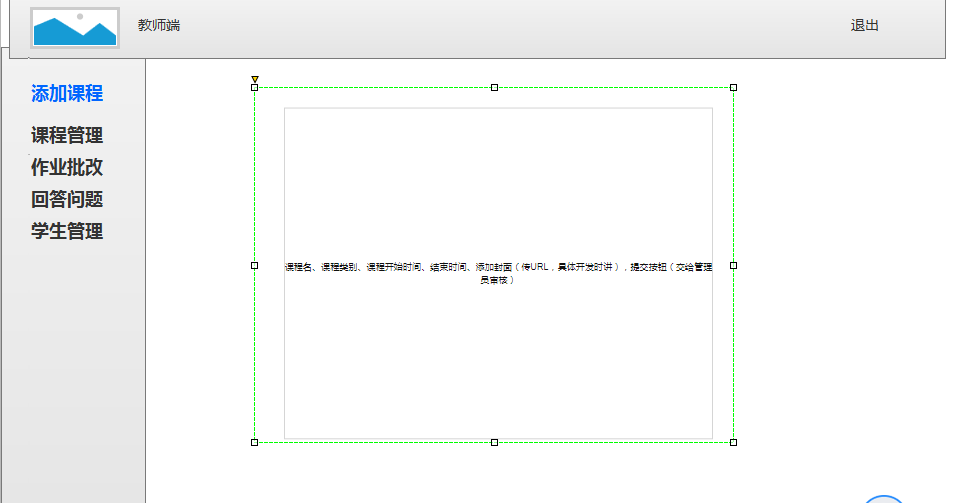 教师端
退出
添加课程
课程管理
作业批改
回答问题
学生管理
课程名、课程类别、课程开始时间、结束时间、添加封面（传URL，具体开发时讲），提交按钮（交给管理
员审核）